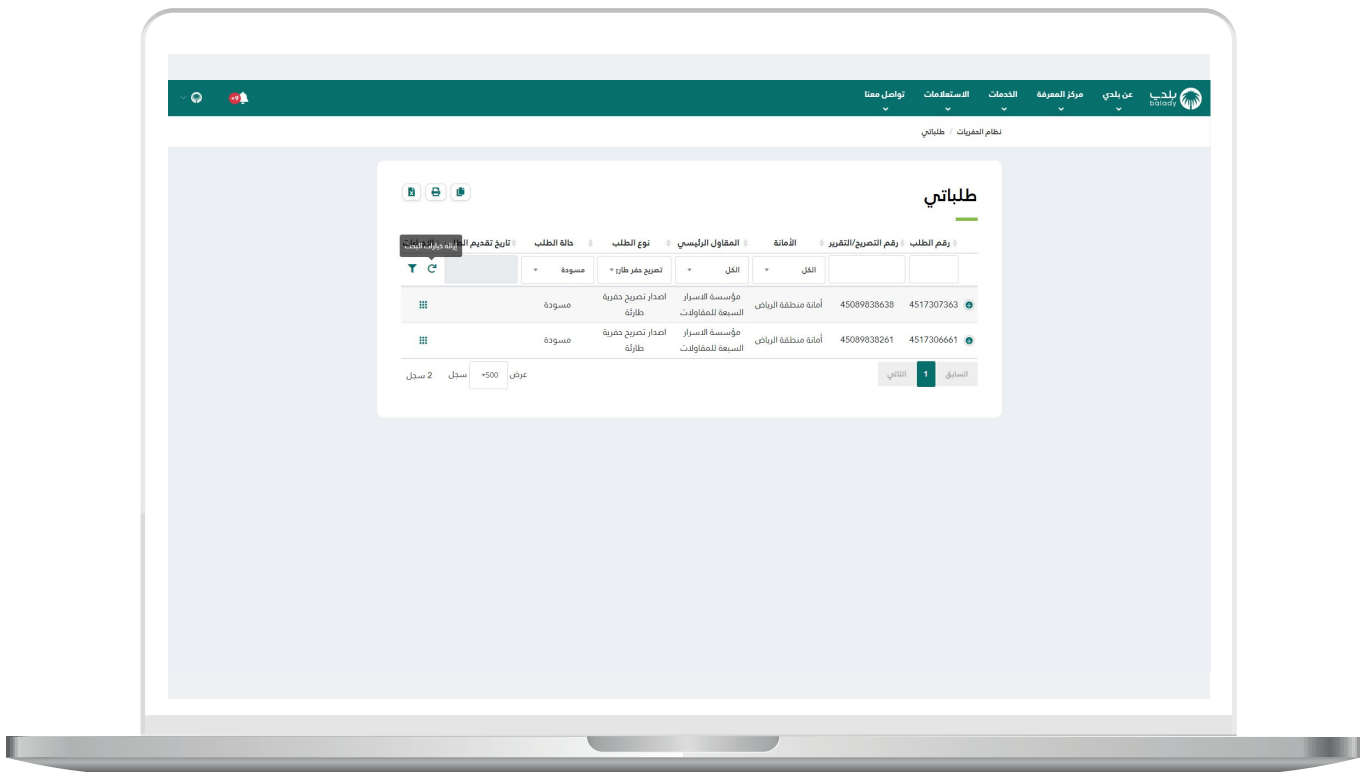 بلدي balady عن بلدي مركز المعرفة الخدمات الاستعلامات تواصل معنا +9
نظام الحفريات / طلباتي
طلباتي
رقم الطلب رقم التصريح/التقرير الأمانة المقاول الرئيسي نوع الطلب حالة الطلب تاريخ تقديم
إزالة خيارات البحث
الكل الكل تصريح حفر طارئ مسودة
4517307363 45089838638 أمانة منطقة الرياض مؤسسة الاسرار السبعة للمقاولات اصدار تصريح حفرية طارئة مسودة
4517306661 45089838261 أمانة منطقة الرياض مؤسسة الاسرار السبعة للمقاولات اصدار تصريح حفرية طارئة مسودة
السابق 1 التالي عرض 500+ سجل 2 سجل